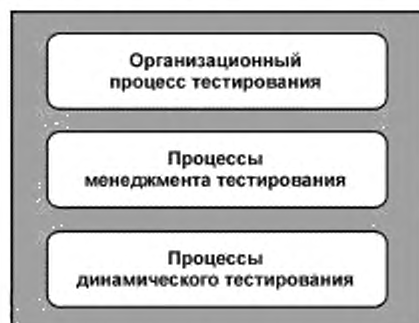 Организационный
процесс тестирования
Процессы
менеджмента тестирования
Процессы
динамического тестирования